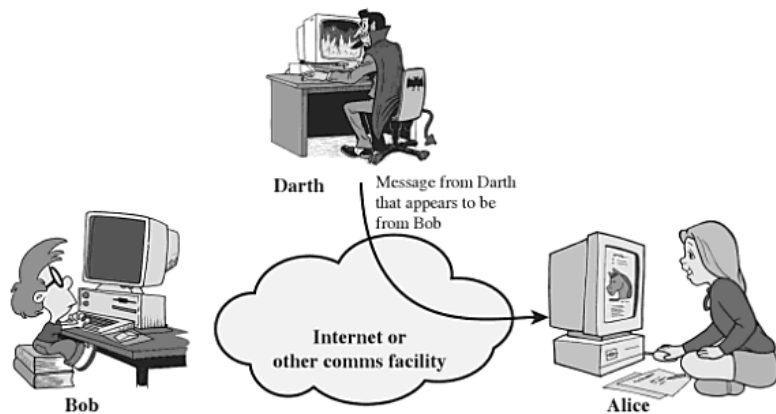 Darth
Message from Darth
that appears to be
from Bob
Internet or
other comms facility
Bob
Alice